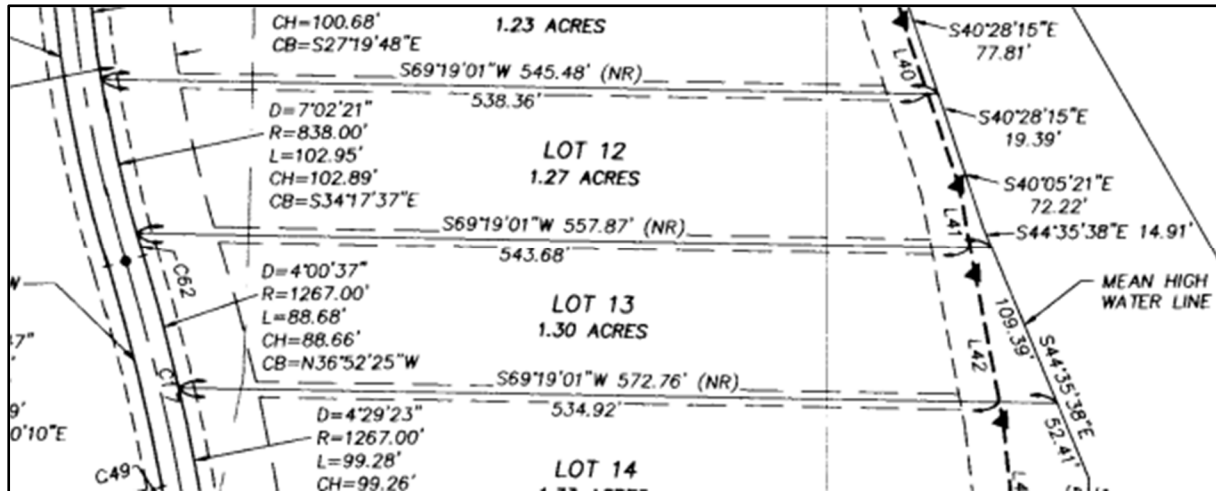 CH=100.68'
CB=S27°19'48"E
1.23 ACRES
S40°28'15"E
77.81'
L40
S69°19'01"W 545.48' (NR)
538.36'
D=7°02'21"
R=838.00'
L=102.95'
CH=102.89'
CB=S34°17'37"E
LOT 12
1.27 ACRES
S40°28'15"E
19.39'
S40°05'21"E
72.22'
L41
S69°19'01"W 557.87' (NR)
543.68'
S44°35'38"E 14.91'
C62
D=4°00'37"
R=1267.00'
L=88.68'
CH=88.66'
CB=N36°52'25"W
LOT 13
1.30 ACRES
MEAN HIGH
WATER LINE
109.39'
S44°35'38"E
52.41'
L42
W
S69°19'01"W 572.76' (NR)
534.92'
0'10"E
C49
D=4°29'23"
R=1267.00'
L=99.28'
CH=99.26'
LOT 14